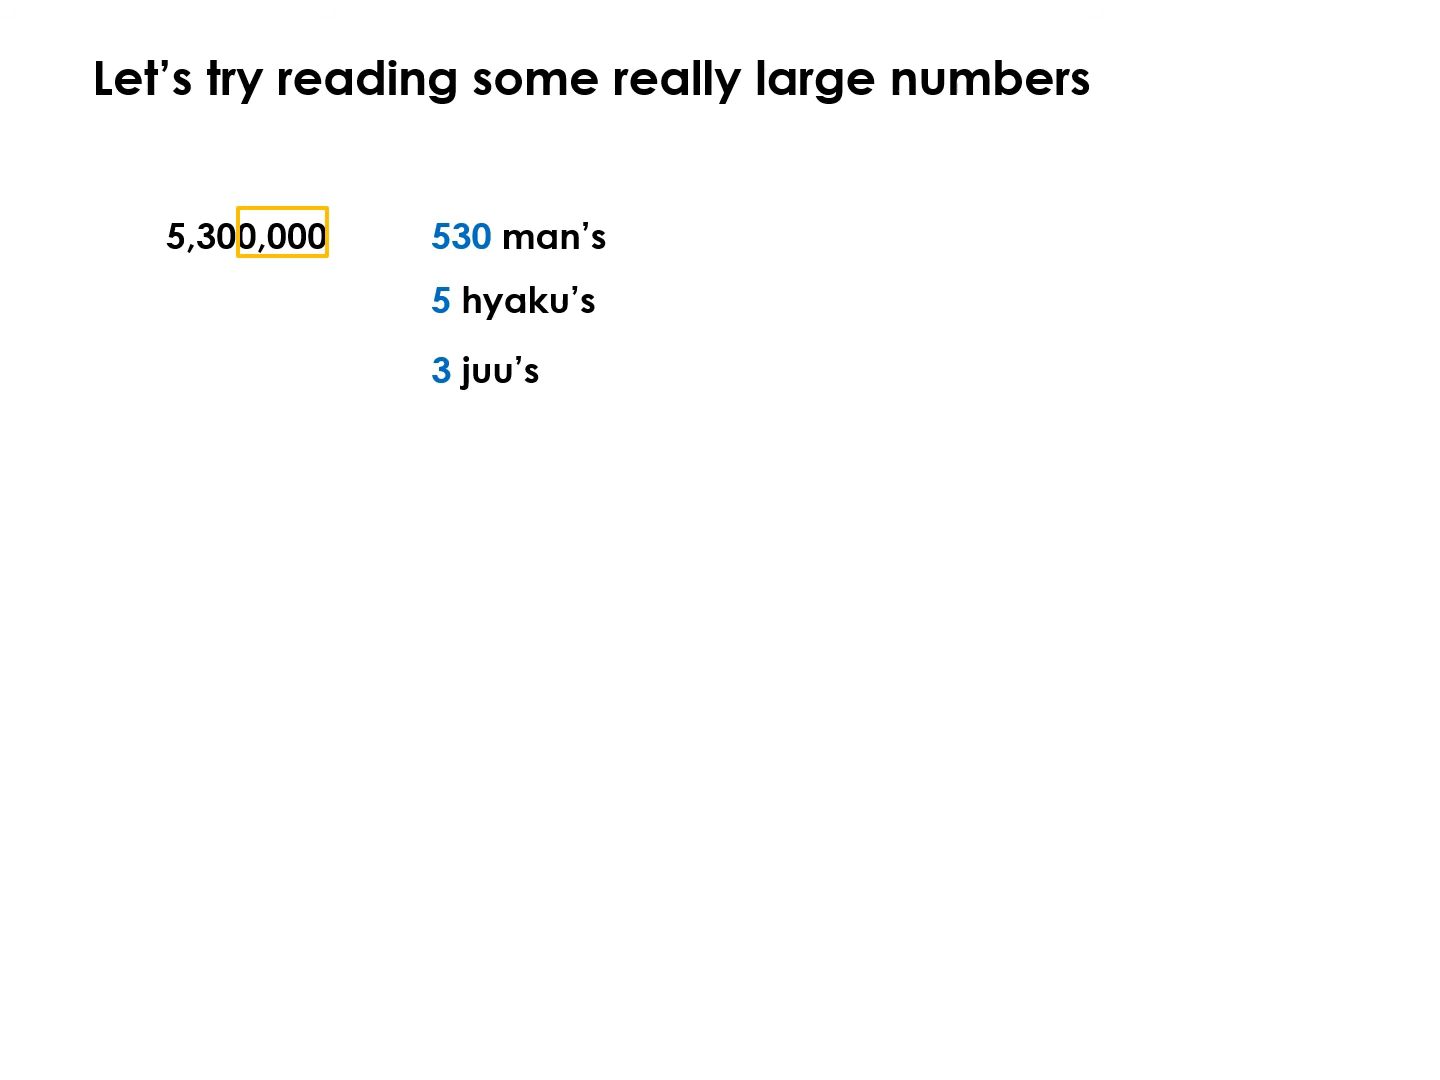 Let’s try reading some really large numbers
5,300,000 530 man’s
5 hyaku’s
3 juu’s